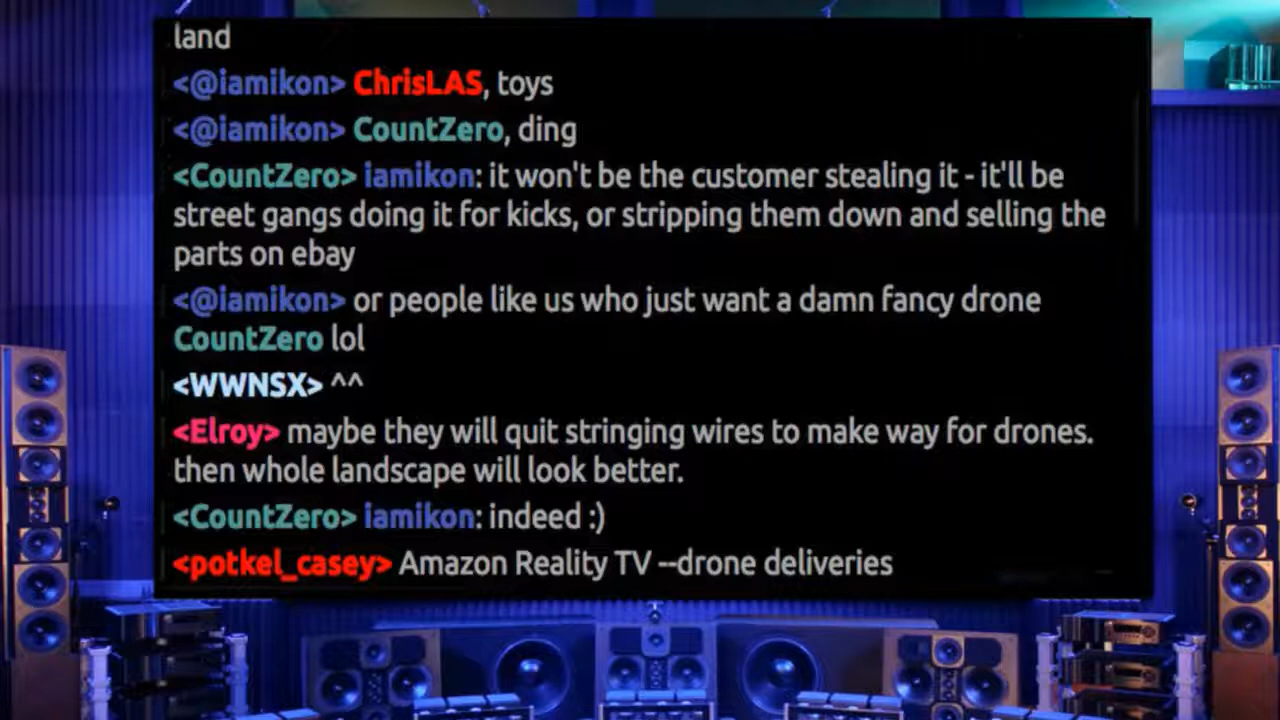 land
<@iamikon> ChrisLAS, toys
<@iamikon> CountZero, ding
<CountZero> iamikon: it won't be the customer stealing it - it'll be
street gangs doing it for kicks, or stripping them down and selling the
parts on ebay
<@iamikon> or people like us who just want a damn fancy drone
CountZero lol
<WWNSX> ^^
<Elroy> maybe they will quit stringing wires to make way for drones.
then whole landscape will look better.
<CountZero> iamikon: indeed :)
<potkel_casey> Amazon Reality TV --drone deliveries